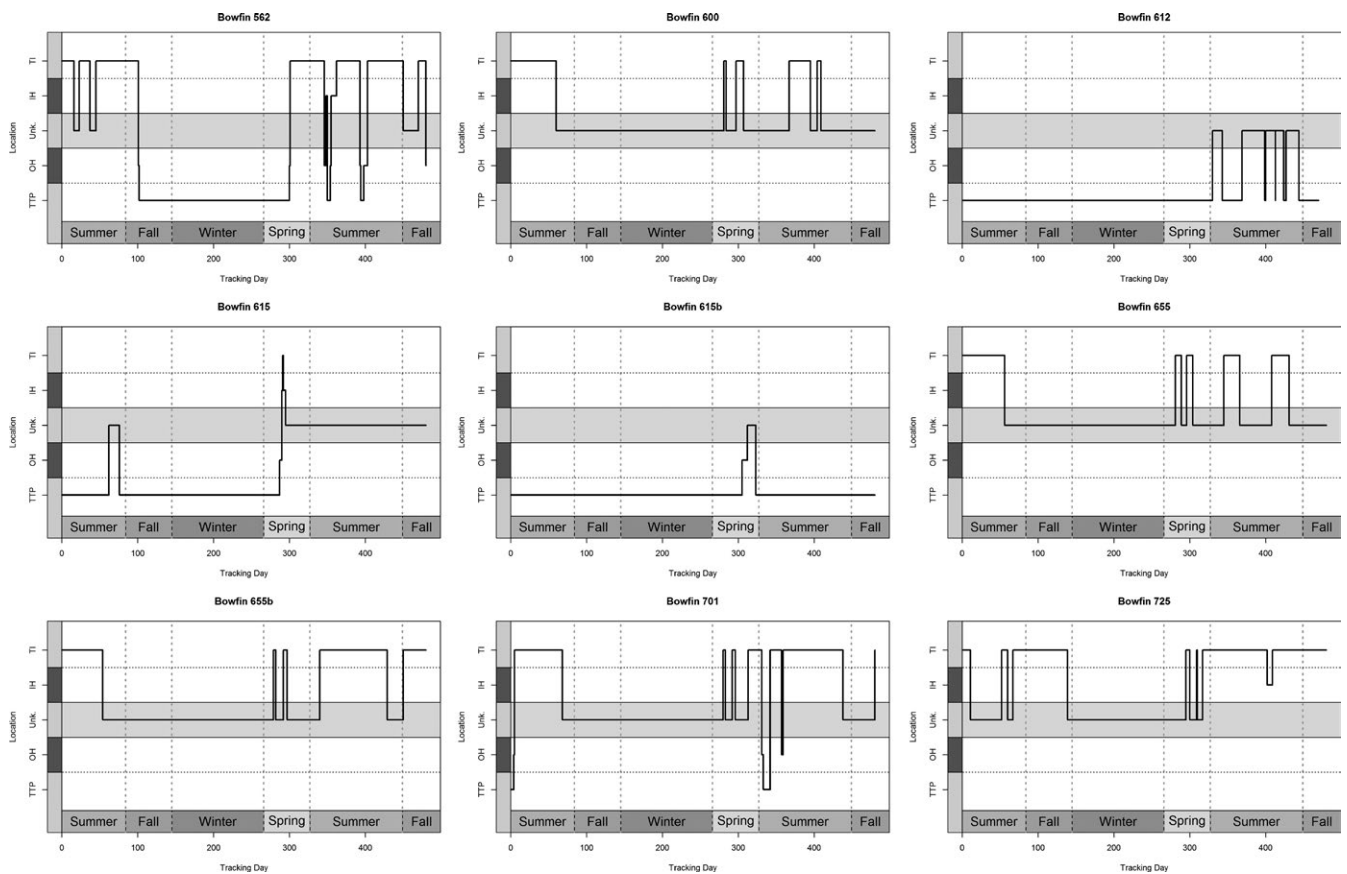 Bowfin 562
Bowfin 600
Bowfin 612
Location
TI
IH
Unk.
OH
TTP
Summer Fall Winter Spring Summer Fall
0 100 200 300 400
Tracking Day
Location
TI
IH
Unk.
OH
TTP
Summer Fall Winter Spring Summer Fall
0 100 200 300 400
Tracking Day
Location
TI
IH
Unk.
OH
TTP
Summer Fall Winter Spring Summer Fall
0 100 200 300 400
Tracking Day
Bowfin 615
Bowfin 615b
Bowfin 655
Location
TI
IH
Unk.
OH
TTP
Summer Fall Winter Spring Summer Fall
0 100 200 300 400
Tracking Day
Location
TI
IH
Unk.
OH
TTP
Summer Fall Winter Spring Summer Fall
0 100 200 300 400
Tracking Day
Location
TI
IH
Unk.
OH
TTP
Summer Fall Winter Spring Summer Fall
0 100 200 300 400
Tracking Day
Bowfin 655b
Bowfin 701
Bowfin 725
Location
TI
IH
Unk.
OH
TTP
Summer Fall Winter Spring Summer Fall
0 100 200 300 400
Tracking Day
Location
TI
IH
Unk.
OH
TTP
Summer Fall Winter Spring Summer Fall
0 100 200 300 400
Tracking Day
Location
TI
IH
Unk.
OH
TTP
Summer Fall Winter Spring Summer Fall
0 100 200 300 400
Tracking Day